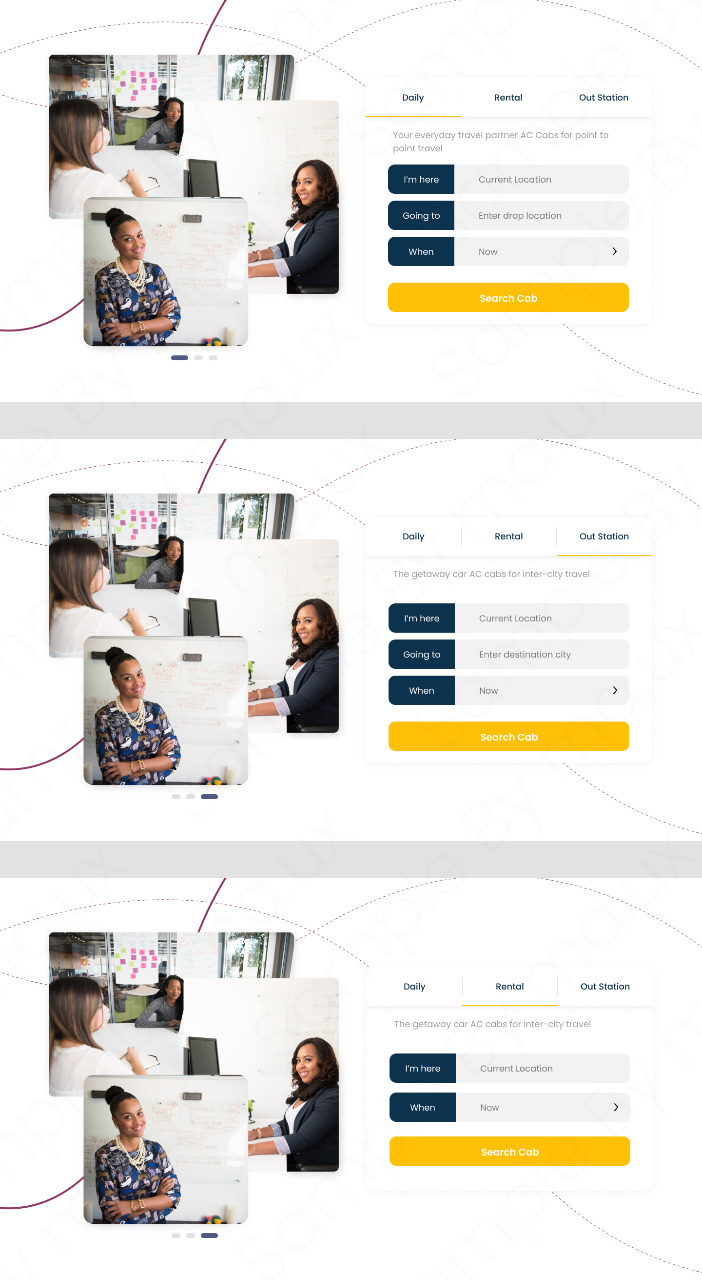 Daily
Rental
Out Station
Your everyday travel partner AC Cabs for point to
point travel
I'm here
Current Location
Going to
Enter drop location
When
Now
Search Cab
Daily
Rental
Out Station
The getaway car AC cabs for inter-city travel
I'm here
Current Location
Going to
Enter destination city
When
Now
Search Cab
Daily
Rental
Out Station
The getaway car AC cabs for inter-city travel
I'm here
Current Location
When
Now
Search Cab